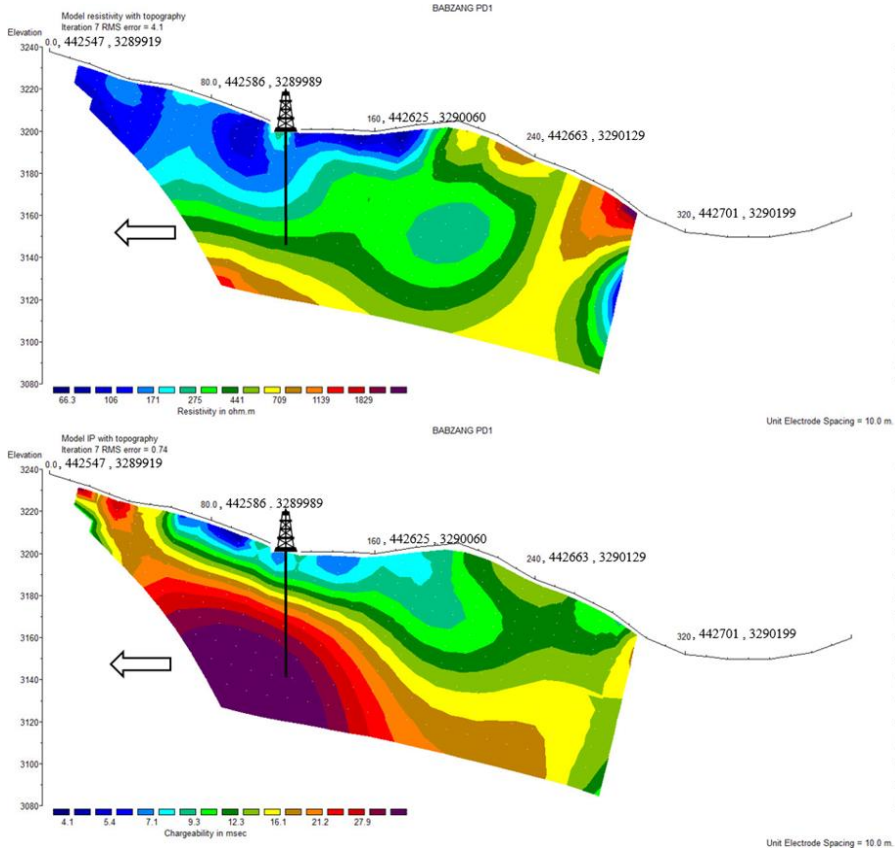 BABZANG PD1
Model resistivity with topography
Iteration 7 RMS error = 4.1
Elevation
0.0, 442547 , 3289919
3240
80.0, 442586 , 3289989
3220
160, 442625 , 3290060
3200
240, 442663 , 3290129
3180
3160
320, 442701 , 3290199
3140
3120
3100
3080
66.3 106 171 275 441 709 1139 1829
Resistivity in ohm.m
Unit Electrode Spacing = 10.0 m.
BABZANG PD1
Model IP with topography
Iteration 7 RMS error = 0.74
Elevation
0.0, 442547 , 3289919
3240
80.0, 442586 , 3289989
3220
160, 442625 , 3290060
3200
240, 442663 , 3290129
3180
3160
320, 442701 , 3290199
3140
3120
3100
3080
4.1 5.4 7.1 9.3 12.3 16.1 21.2 27.9
Chargeability in msec
Unit Electrode Spacing = 10.0 m.